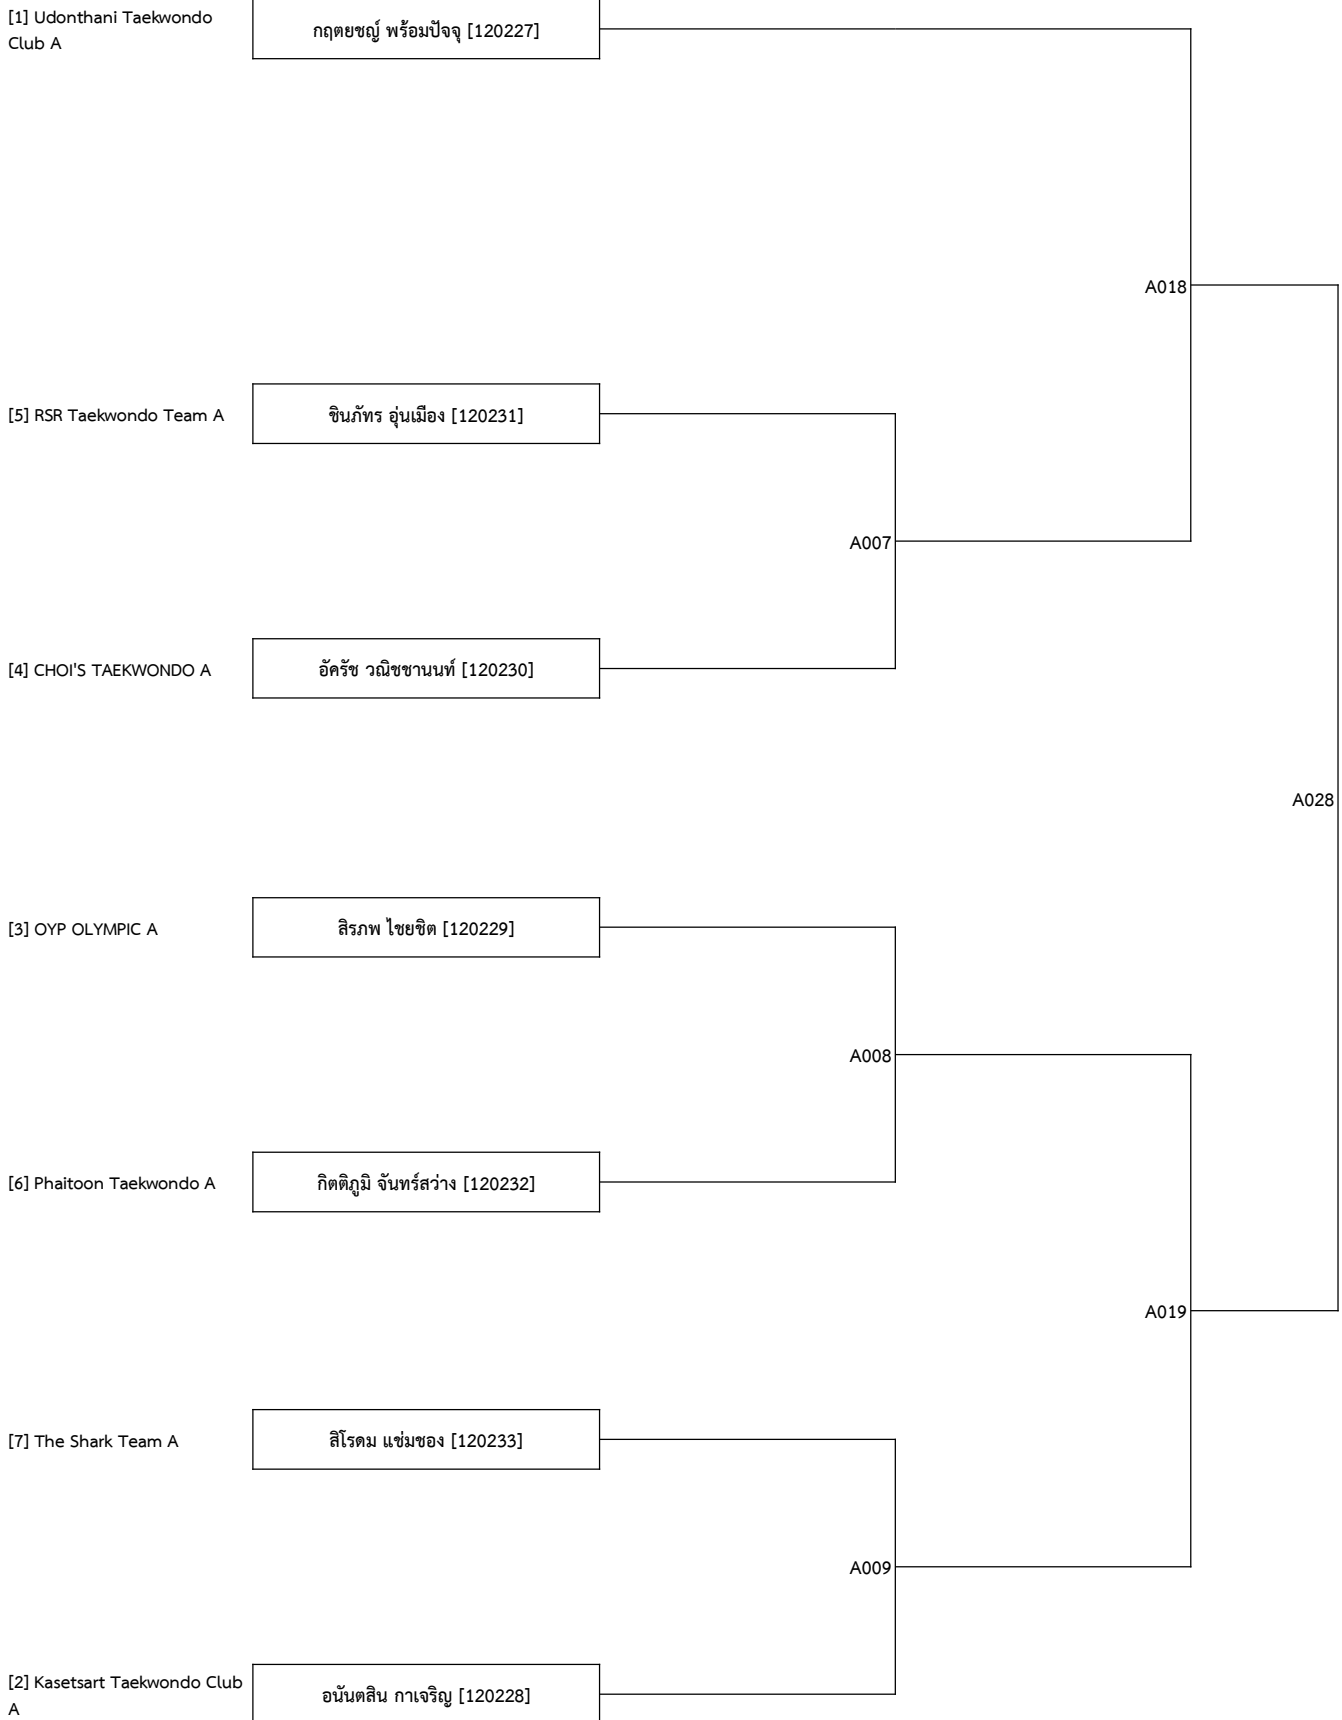 [1] Udonthani Taekwondo
Club A
กฤตยชญ์ พร้อมปัจจุ [120227]
A018
[5] RSR Taekwondo Team A
ชินภัทร อุ่นเมือง [120231]
A007
[4] CHOI'S TAEKWONDO A
อัครัช วณิชชานนท์ [120230]
A028
[3] OYP OLYMPIC A
สิรภพ ไชยชิต [120229]
A008
[6] Phaitoon Taekwondo A
กิตติภูมิ จันทร์สว่าง [120232]
A019
[7] The Shark Team A
สิโรดม แช่มชอง [120233]
A009
[2] Kasetsart Taekwondo Club
A
อนันตสิน กาเจริญ [120228]